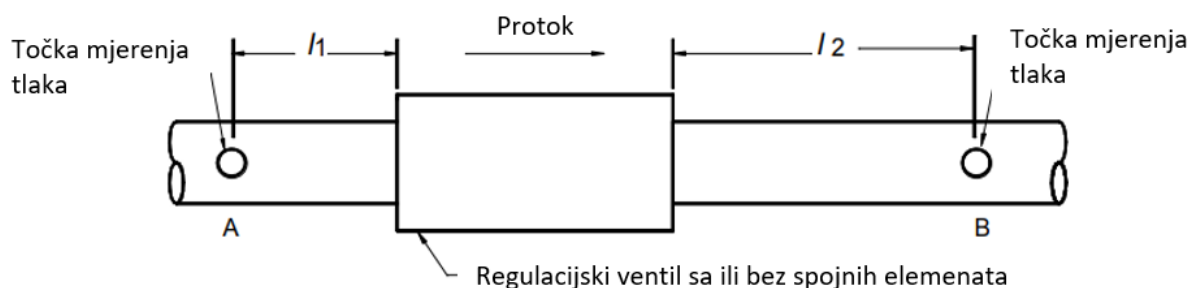 Točka mjerenja
tlaka
l1
Protok
l2
Točka mjerenja
tlaka
A
B
Regulacijski ventil sa ili bez spojnih elemenata